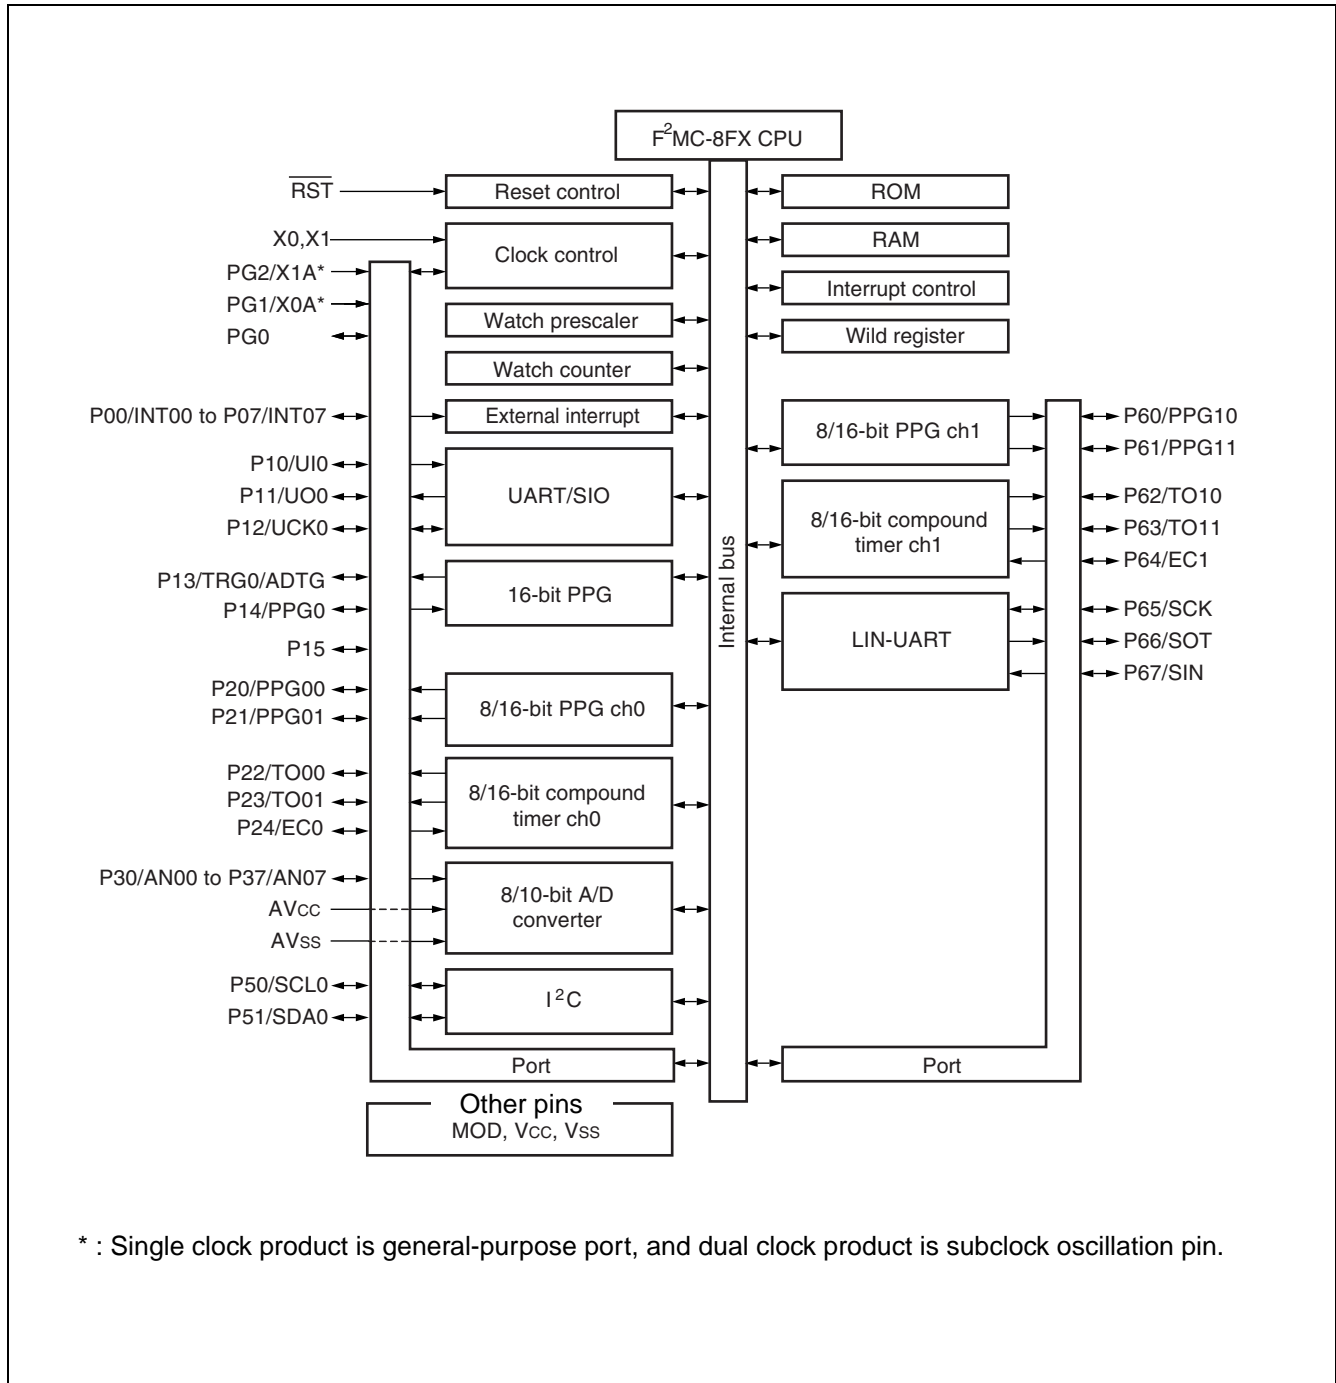 F²MC-8FX CPU
RST
Reset control
ROM
X0,X1
Clock control
RAM
PG2/X1A*
PG1/X0A*
Interrupt control
PG0
Watch prescaler
Wild register
Watch counter
P00/INT00 to P07/INT07
External interrupt
8/16-bit PPG ch1
P60/PPG10
P61/PPG11
P10/UI0
P11/UO0
P12/UCK0
UART/SIO
8/16-bit compound
timer ch1
P62/TO10
P63/TO11
P64/EC1
Internal bus
P13/TRG0/ADTG
P14/PPG0
16-bit PPG
LIN-UART
P65/SCK
P66/SOT
P67/SIN
P15
P20/PPG00
P21/PPG01
8/16-bit PPG ch0
P22/TO00
P23/TO01
P24/EC0
8/16-bit compound
timer ch0
P30/AN00 to P37/AN07
AVCC
AVSS
8/10-bit A/D
converter
P50/SCL0
P51/SDA0
I²C
Port
Port
Other pins
MOD, VCC, VSS
* : Single clock product is general-purpose port, and dual clock product is subclock oscillation pin.